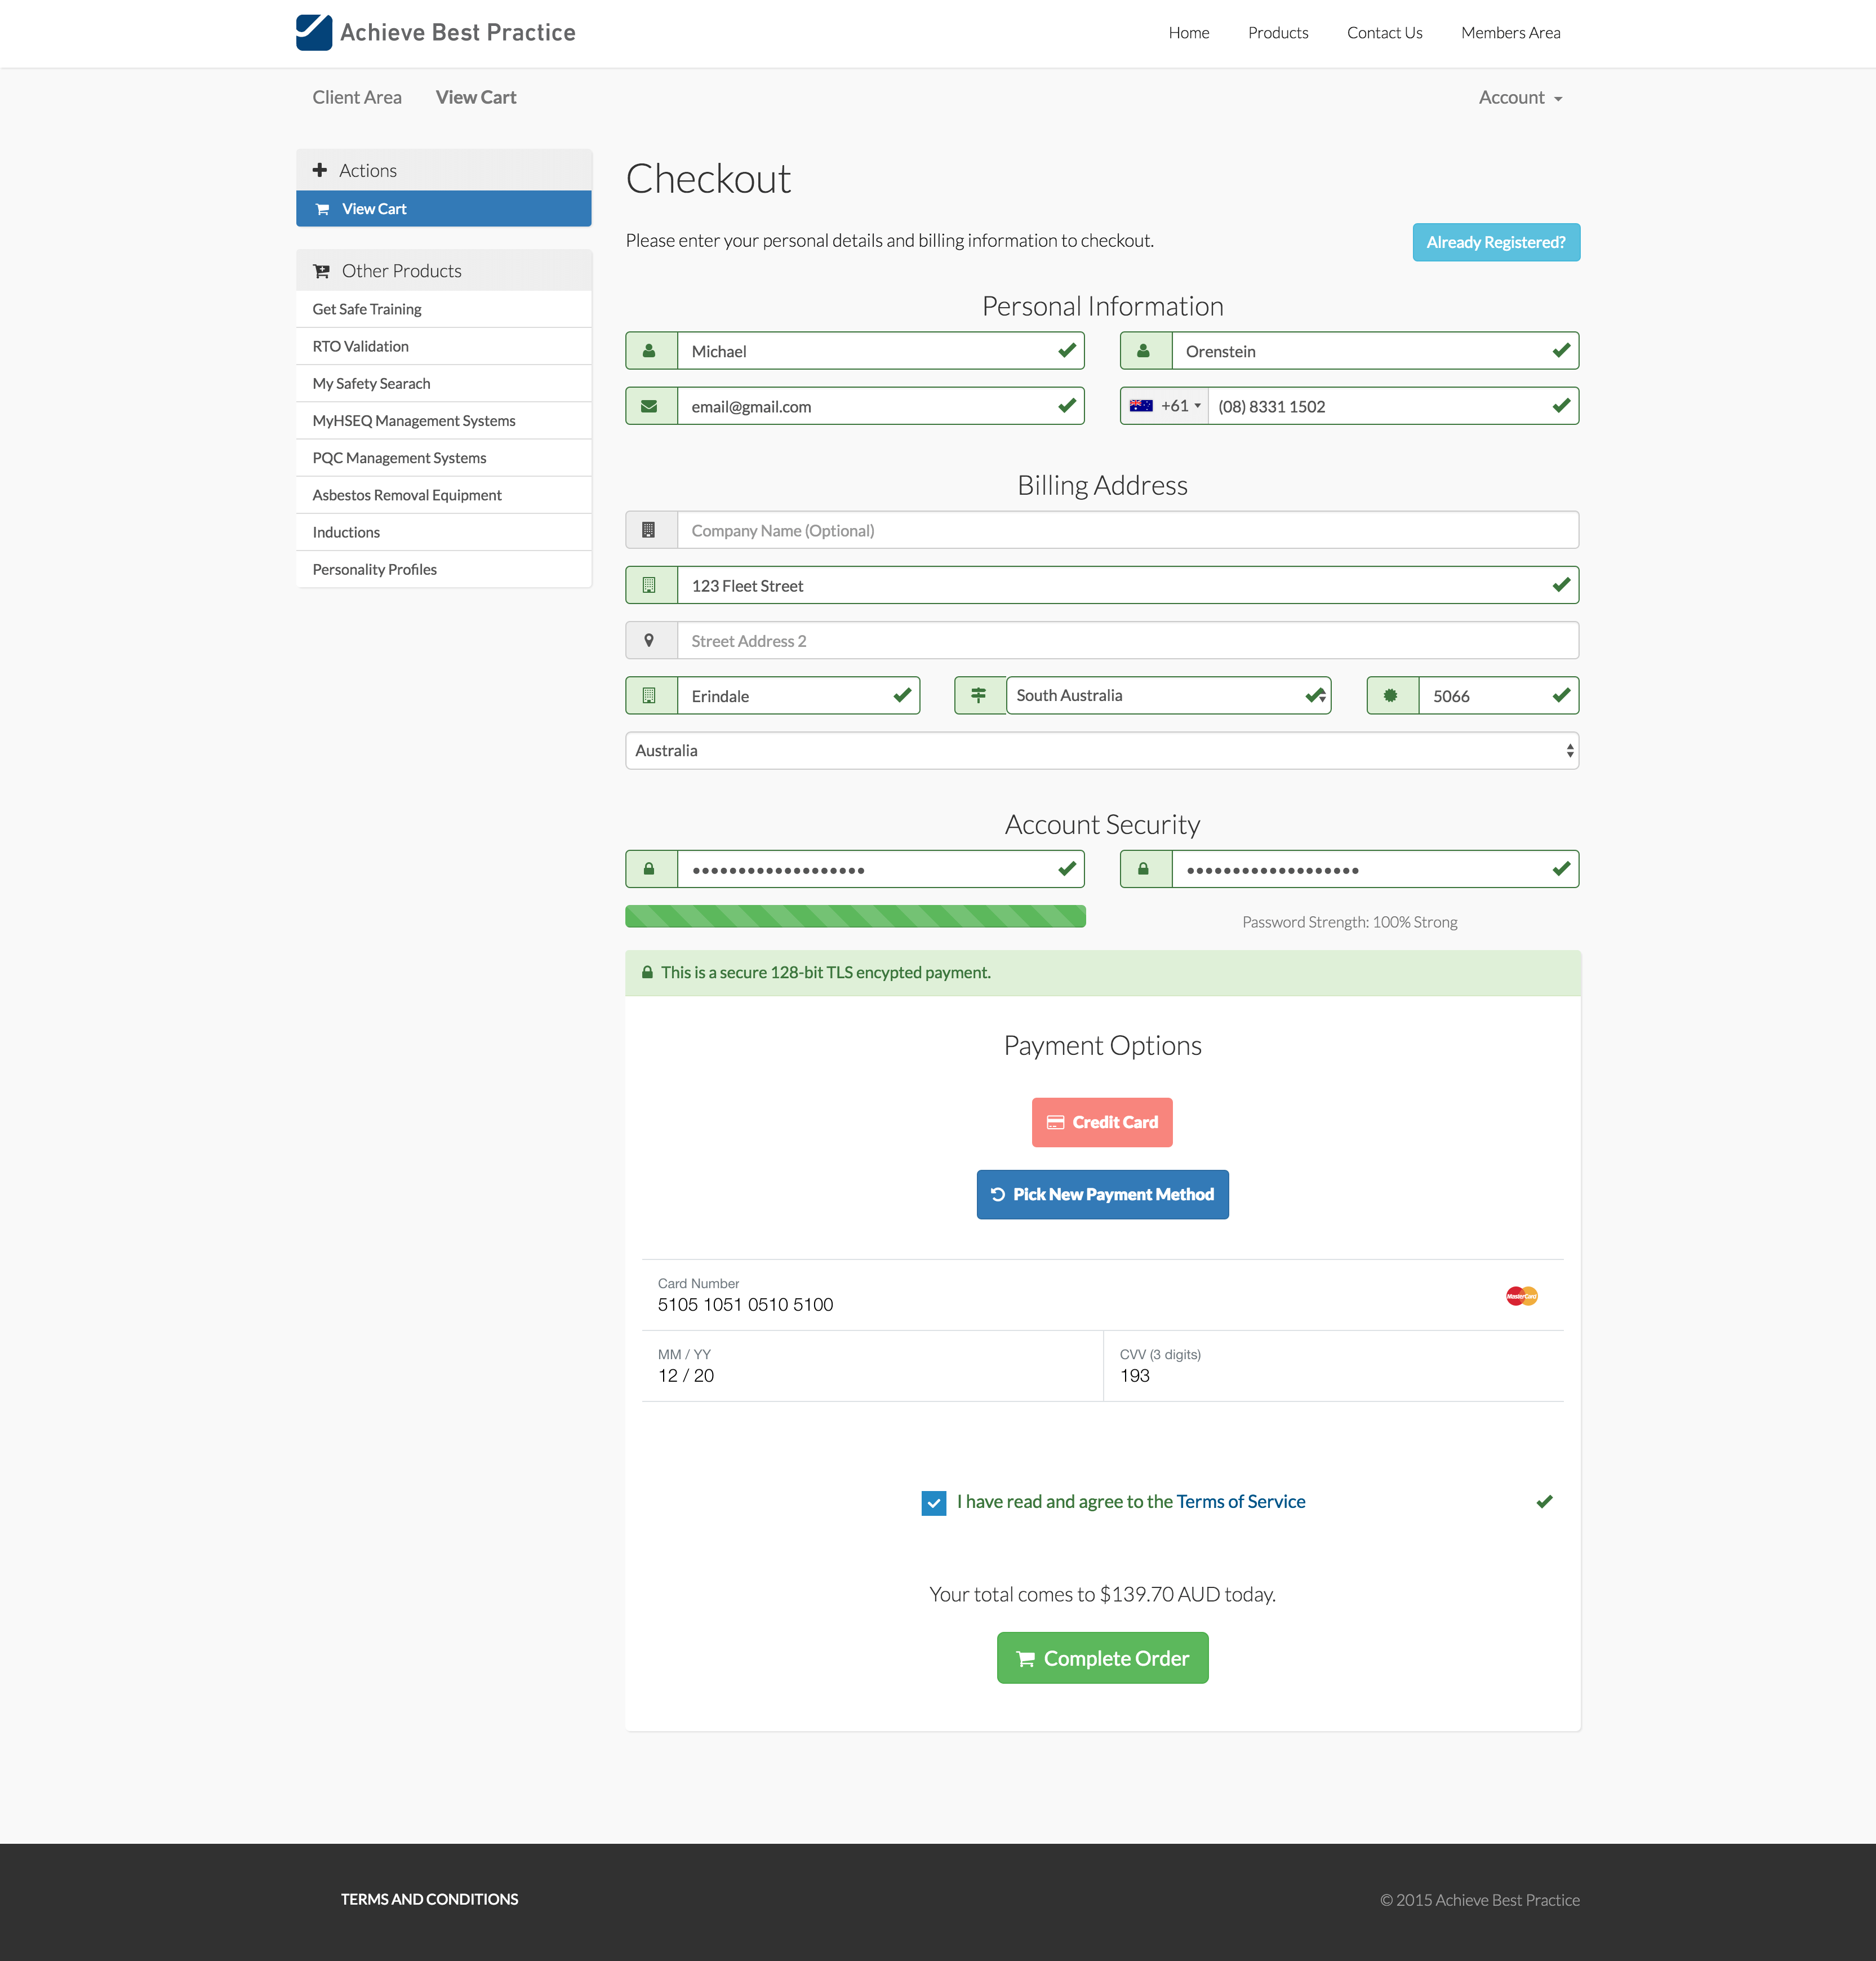 Achieve Best Practice
Home Products Contact Us Members Area
Client Area View Cart Account
Actions
View Cart
Other Products
Get Safe Training
RTO Validation
My Safety Searach
MyHSEQ Management Systems
PQC Management Systems
Asbestos Removal Equipment
Inductions
Personality Profiles
Checkout
Please enter your personal details and billing information to checkout.
Already Registered?
Personal Information
Michael Orenstein
email@gmail.com +61 (08) 8331 1502
Billing Address
Company Name (Optional)
123 Fleet Street
Street Address 2
Erindale South Australia 5066
Australia
Account Security
•••••••••••••••••••• ••••••••••••••••••••
Password Strength: 100% Strong
This is a secure 128-bit TLS encypted payment.
Payment Options
Credit Card
Pick New Payment Method
Card Number
5105 1051 0510 5100
MasterCard
MM / YY CVV (3 digits)
12 / 20 193
I have read and agree to the Terms of Service
Your total comes to $139.70 AUD today.
Complete Order
TERMS AND CONDITIONS © 2015 Achieve Best Practice